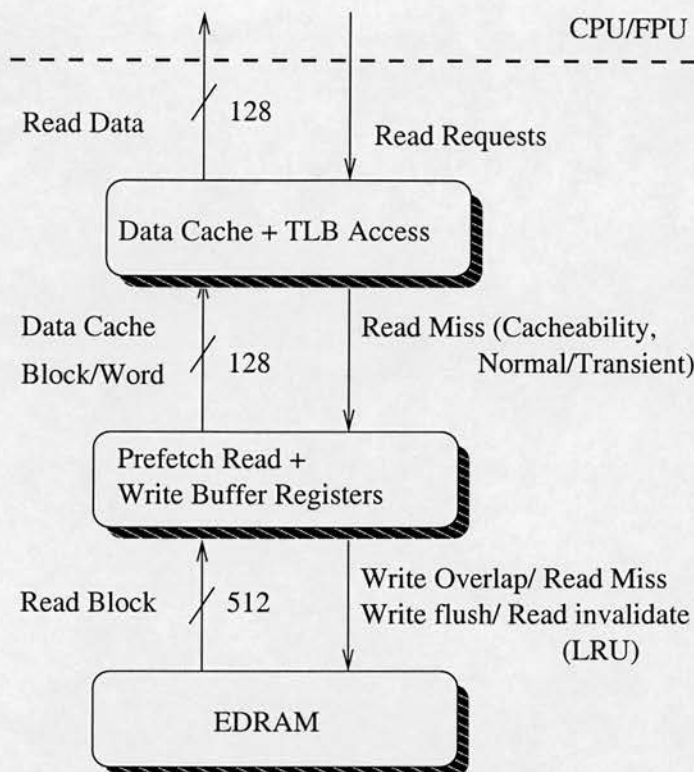 CPU/FPU
Read Data
128
Read Requests
Data Cache + TLB Access
Data Cache
Block/Word
128
Read Miss (Cacheability,
Normal/Transient)
Prefetch Read +
Write Buffer Registers
Read Block
512
Write Overlap/ Read Miss
Write flush/ Read invalidate
(LRU)
EDRAM